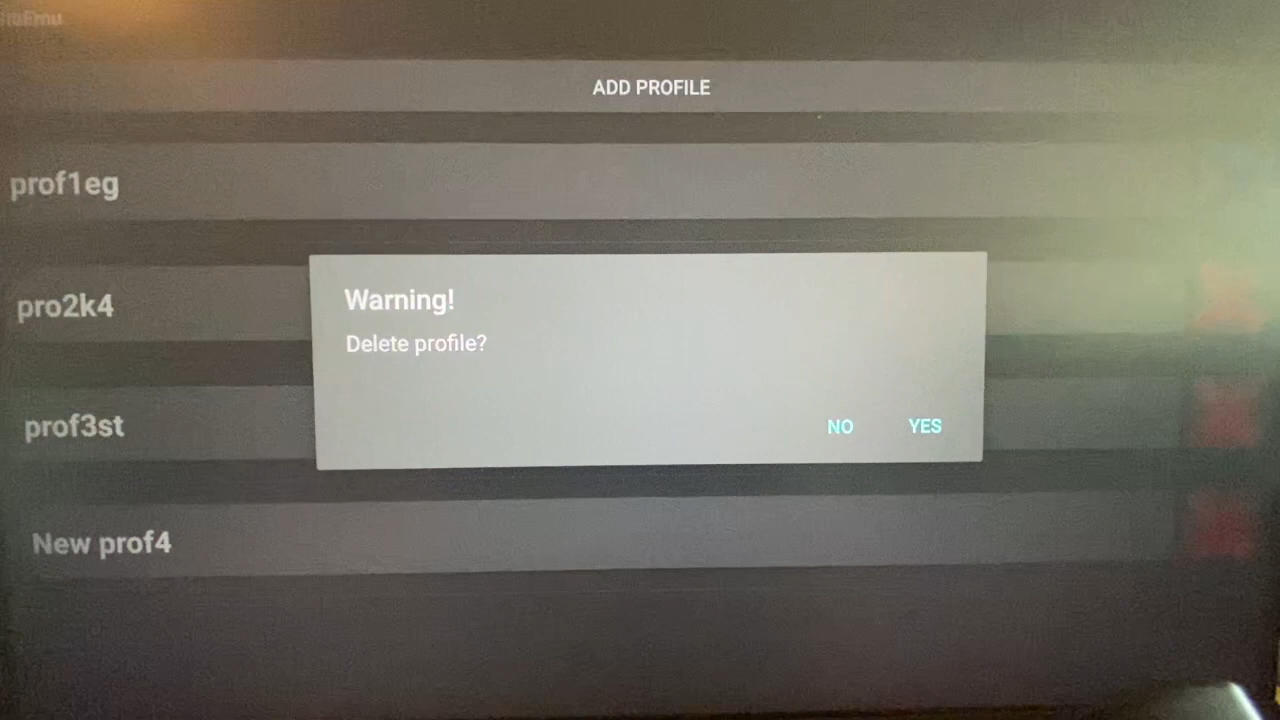 ADD PROFILE
prof1eg
pro2k4
Warning!
Delete profile?
NO YES
prof3st
New prof4